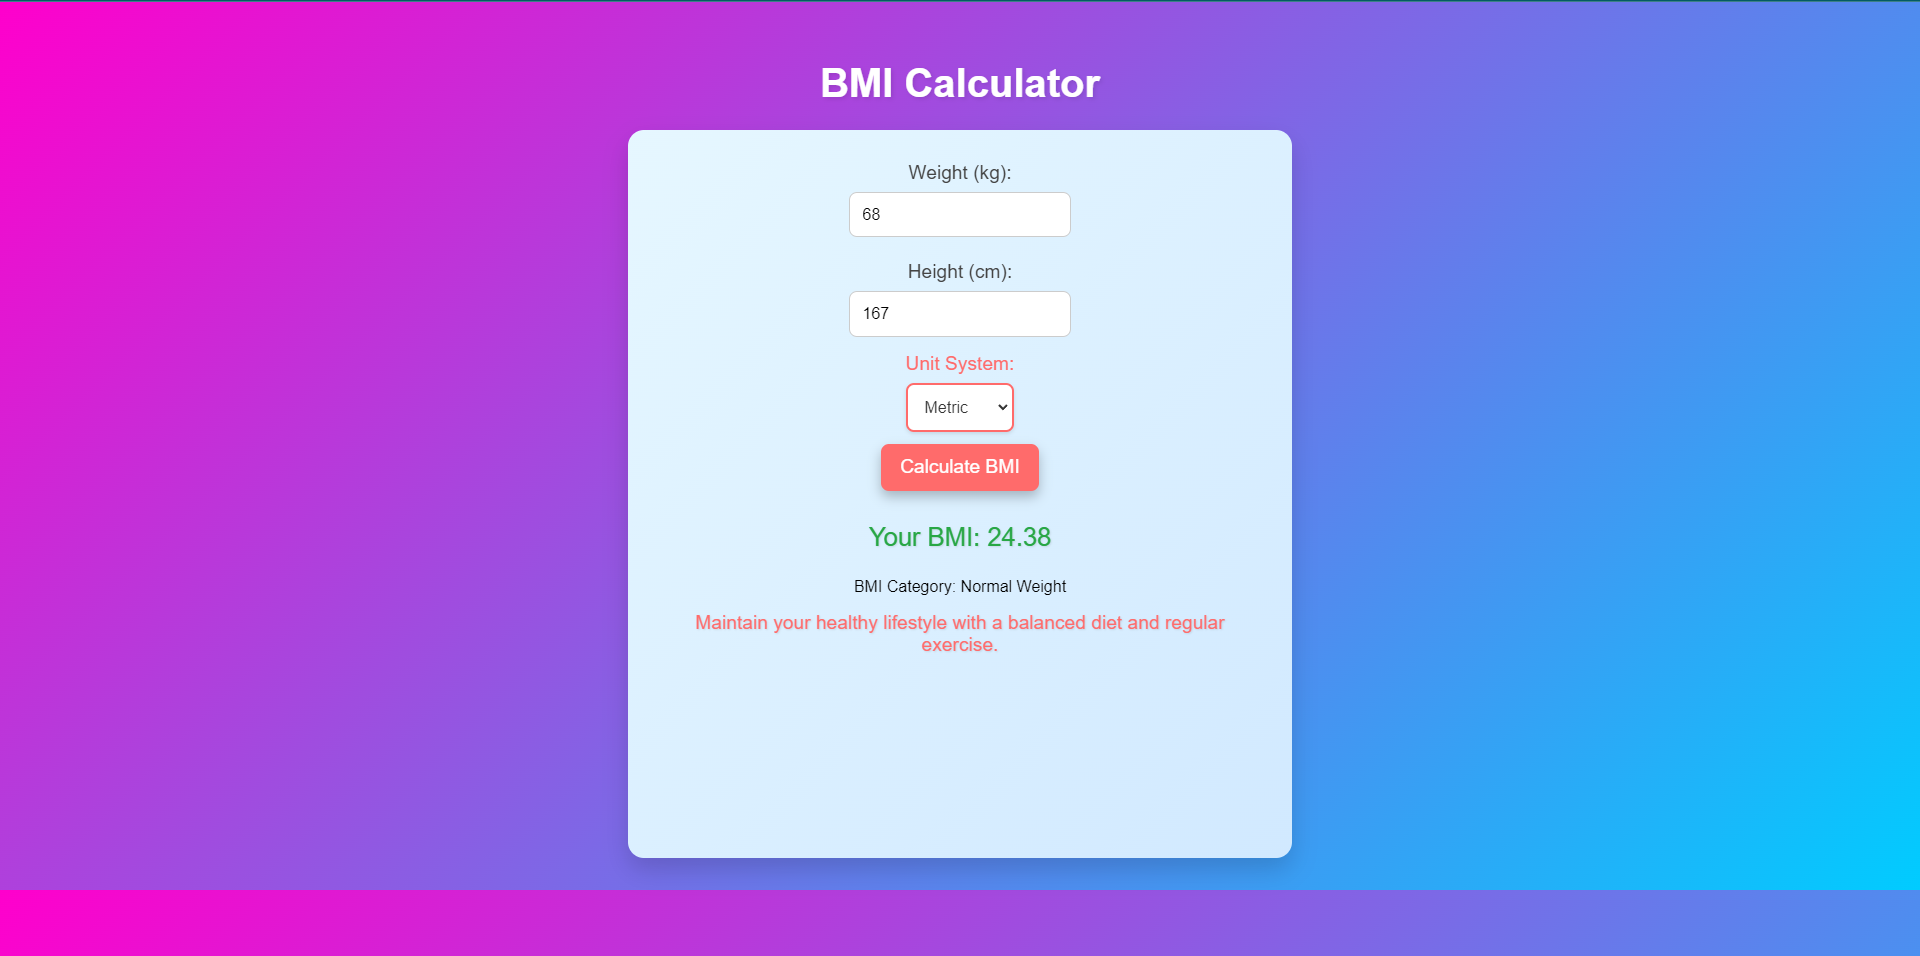 BMI Calculator
Weight (kg):
68
Height (cm):
167
Unit System:
Metric
Calculate BMI
Your BMI: 24.38
BMI Category: Normal Weight
Maintain your healthy lifestyle with a balanced diet and regular
exercise.